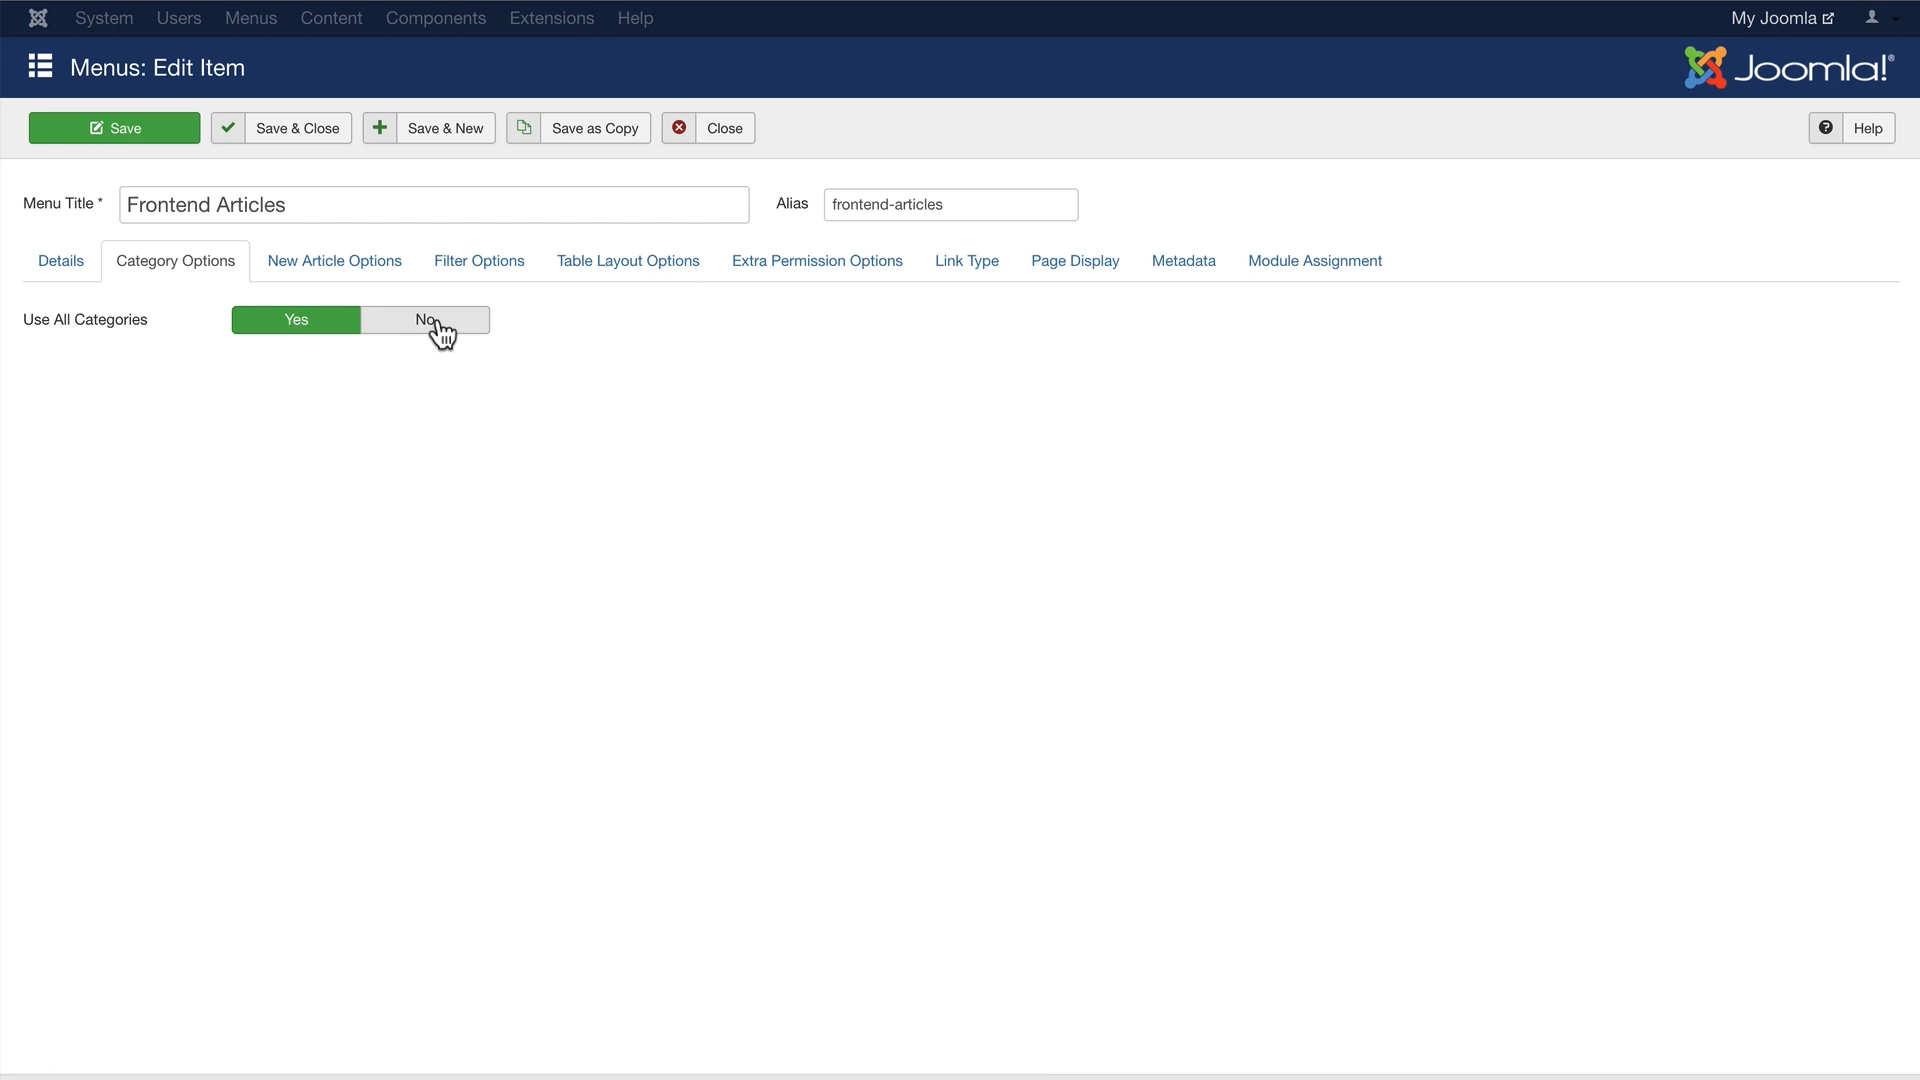 System Users Menus Content Components Extensions Help My Joomla
Menus: Edit Item Joomla!®
Save Save & Close Save & New Save as Copy Close Help
Menu Title * Frontend Articles Alias frontend-articles
Details Category Options New Article Options Filter Options Table Layout Options Extra Permission Options Link Type Page Display Metadata Module Assignment
Use All Categories Yes No